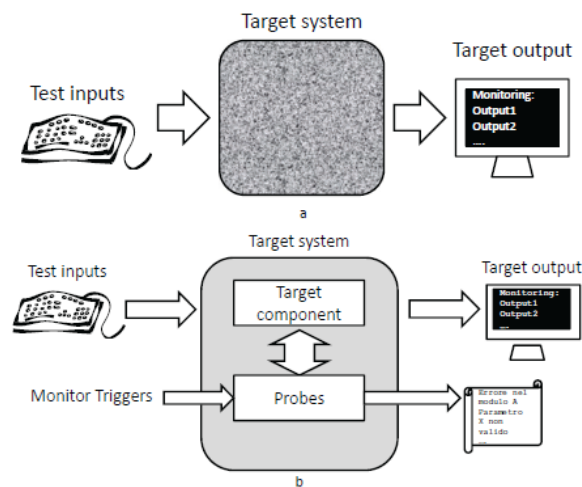 Target system
Target output
Test inputs
Monitoring:
Output1
Output2
....
a
Target system
Test inputs
Target output
Target
component
Monitoring:
Output1
Output2
...
Monitor Triggers
Probes
Errore nel
modulo A
Parametro
X non
valido
...
b